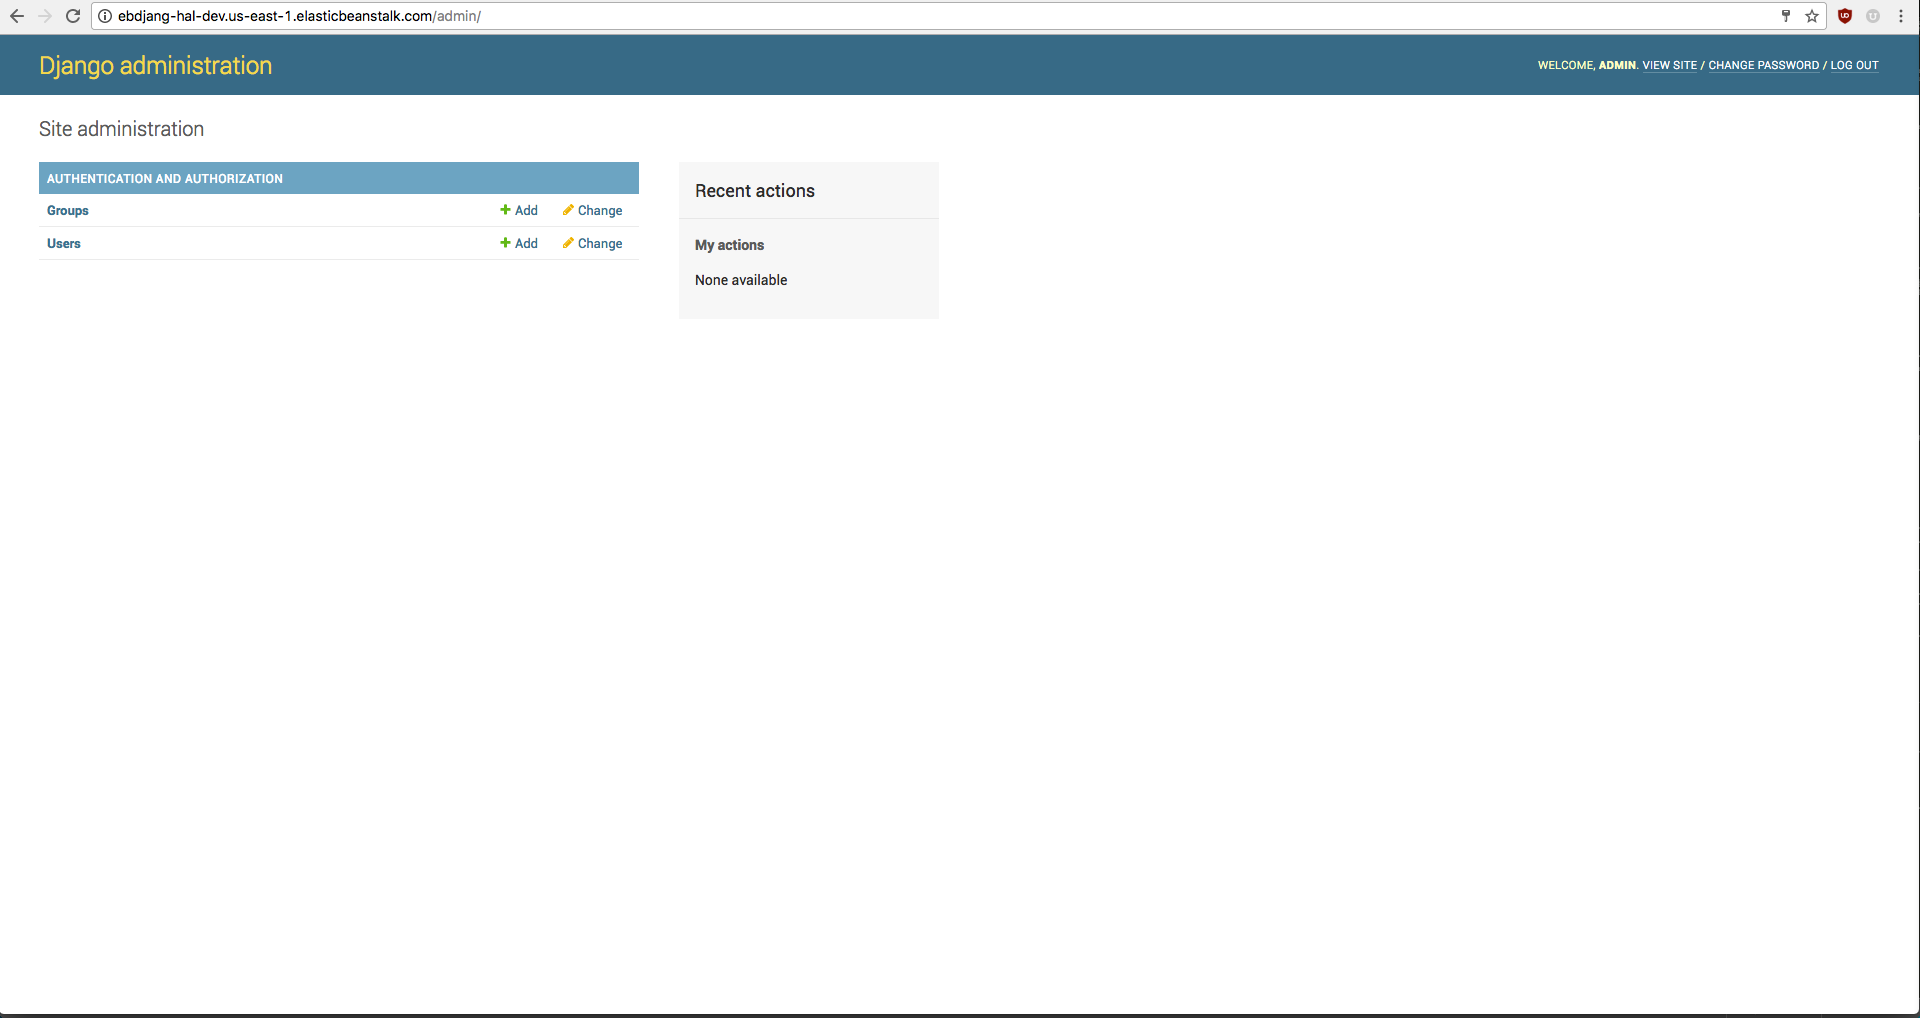 ebdjang-hal-dev.us-east-1.elasticbeanstalk.com/admin/
Django administration
WELCOME, ADMIN. VIEW SITE / CHANGE PASSWORD / LOG OUT
Site administration
AUTHENTICATION AND AUTHORIZATION
Groups Add Change
Users Add Change
Recent actions
My actions
None available